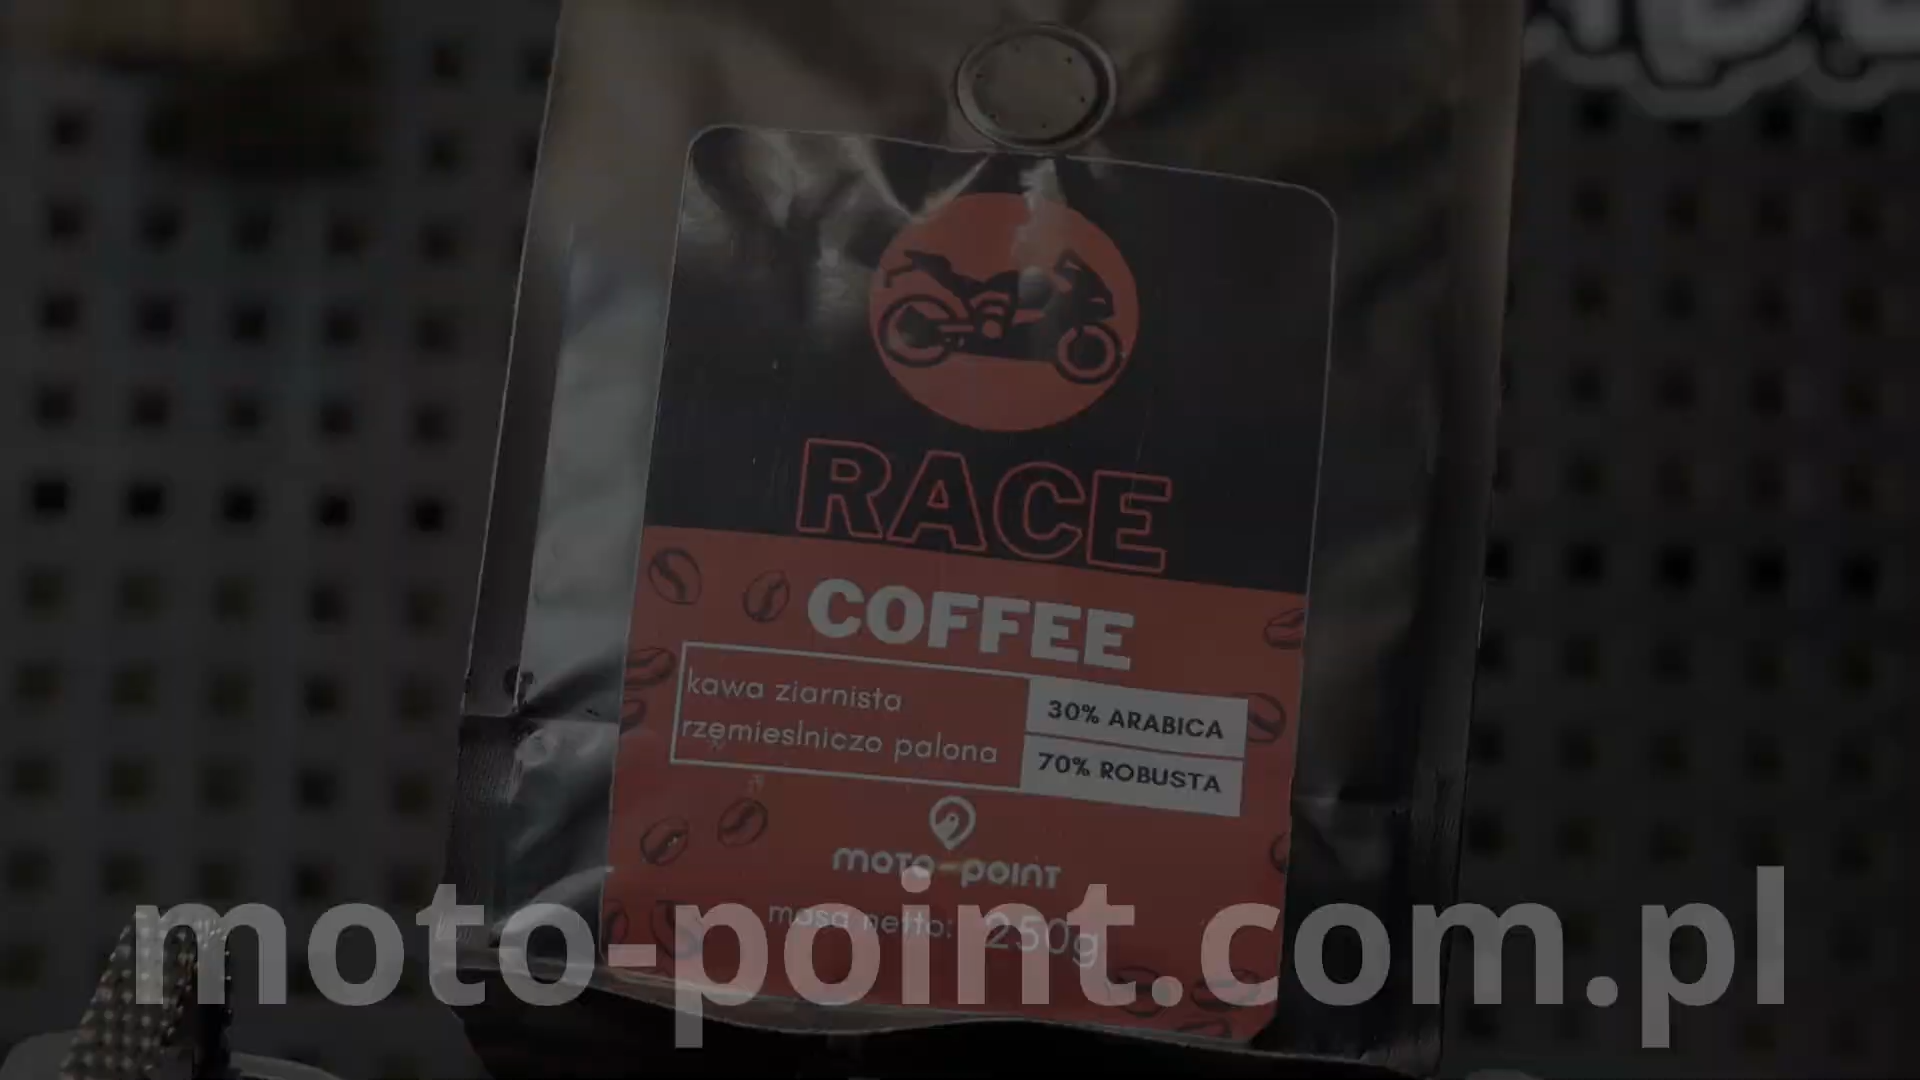 RACE
COFFEE
kawa ziarnista
rzemieslniczo palona
30% ARABICA
70% ROBUSTA
moto-point
masa netto: 250g
moto-point.com.pl